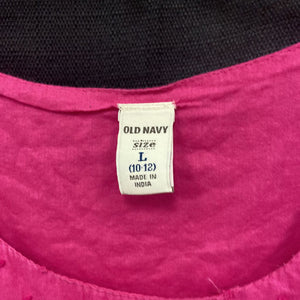 OLD NAVY
size
L
(10-12)
MADE IN
INDIA